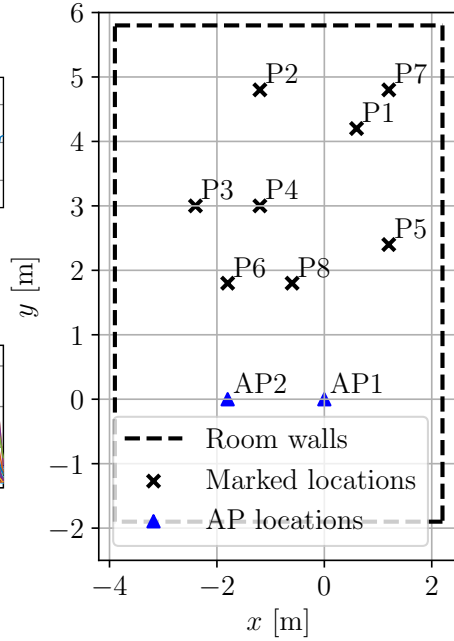 6
P2
P7
5
P1
4
P3
P4
3
P5
P6
P8
2
y [m]
1
AP2
AP1
0
Room walls
−1
Marked locations
AP locations
−2
−4
−2
0
2
x [m]